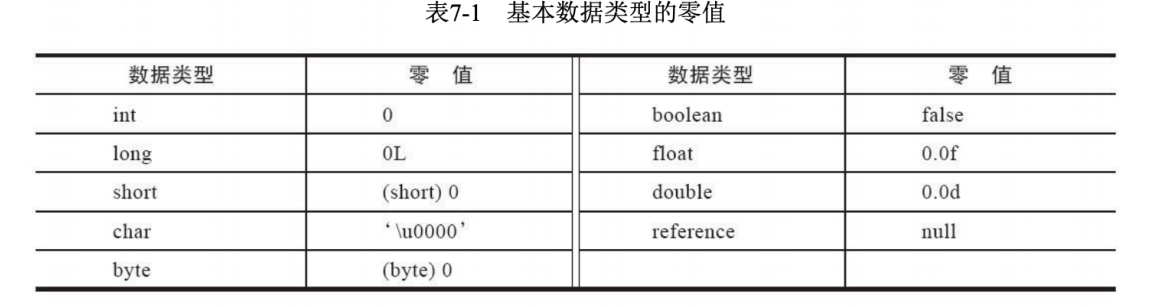 表7-1 基本数据类型的零值
数据类型 零 值 数据类型 零 值
int 0 boolean false
long 0L float 0.0f
short (short) 0 double 0.0d
char ‘\u0000’ reference null
byte (byte) 0